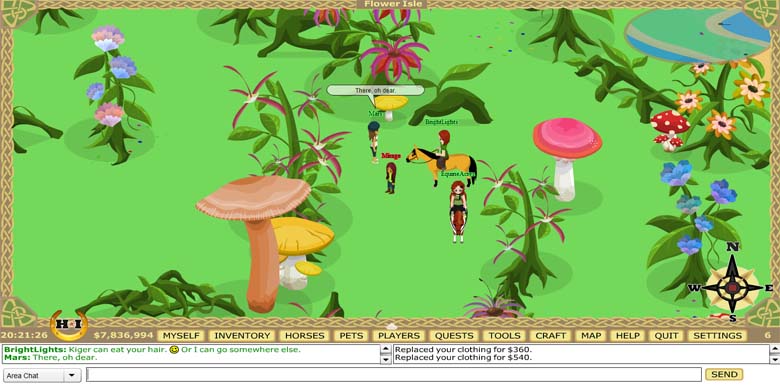 Flower Isle
There, oh dear.
Mars
BrightLights
Mirage
N
W
E
S
HI
20:21:26
$7,836,994
MYSELF
INVENTORY
HORSES
PETS
PLAYERS
QUESTS
TOOLS
CRAFT
MAP
HELP
QUIT
SETTINGS
6
BrightLights: Kiger can eat your hair. Or I can go somewhere else.
Mars: There, oh dear.
Replaced your clothing for $360.
Replaced your clothing for $540.
Area Chat
SEND